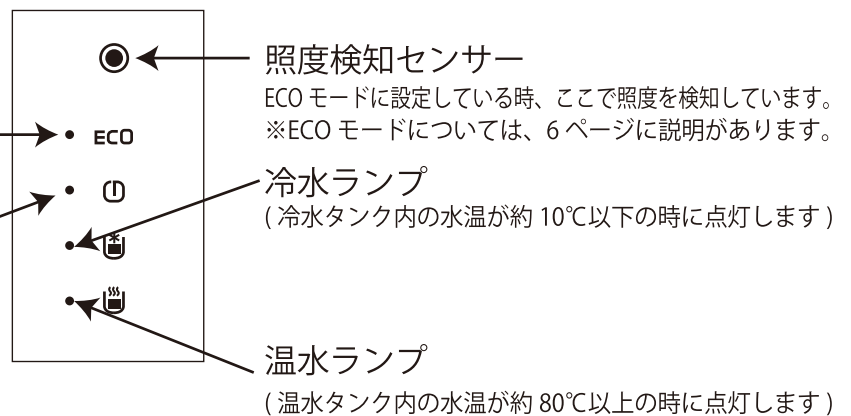 照度検知センサー
ECO モードに設定している時、ここで照度を検知しています。
※ECO モードについては、6 ページに説明があります。
ECO
冷水ランプ
( 冷水タンク内の水温が約 10℃以下の時に点灯します )
温水ランプ
( 温水タンク内の水温が約 80℃以上の時に点灯します )